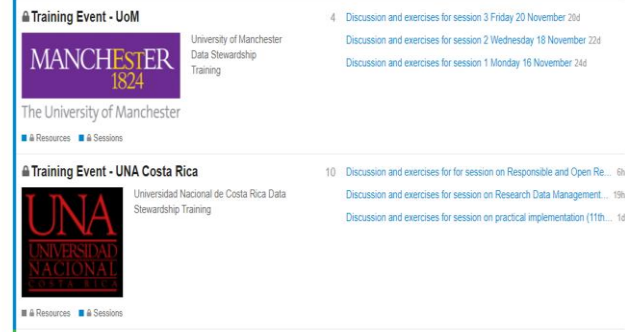 Training Event - UoM
MANCHESTER
1824
The University of Manchester
University of Manchester
Data Stewardship
Training
Resources Sessions
4 Discussion and exercises for session 3 Friday 20 November 20d
Discussion and exercises for session 2 Wednesday 18 November 22d
Discussion and exercises for session 1 Monday 16 November 24d
Training Event - UNA Costa Rica
UNA
UNIVERSIDAD
NACIONAL
COSTA RICA
Universidad Nacional de Costa Rica Data
Stewardship Training
Resources Sessions
10 Discussion and exercises for for session on Responsible and Open Re... 6h
Discussion and exercises for session on Research Data Management... 19h
Discussion and exercises for session on practical implementation (11th... 1d